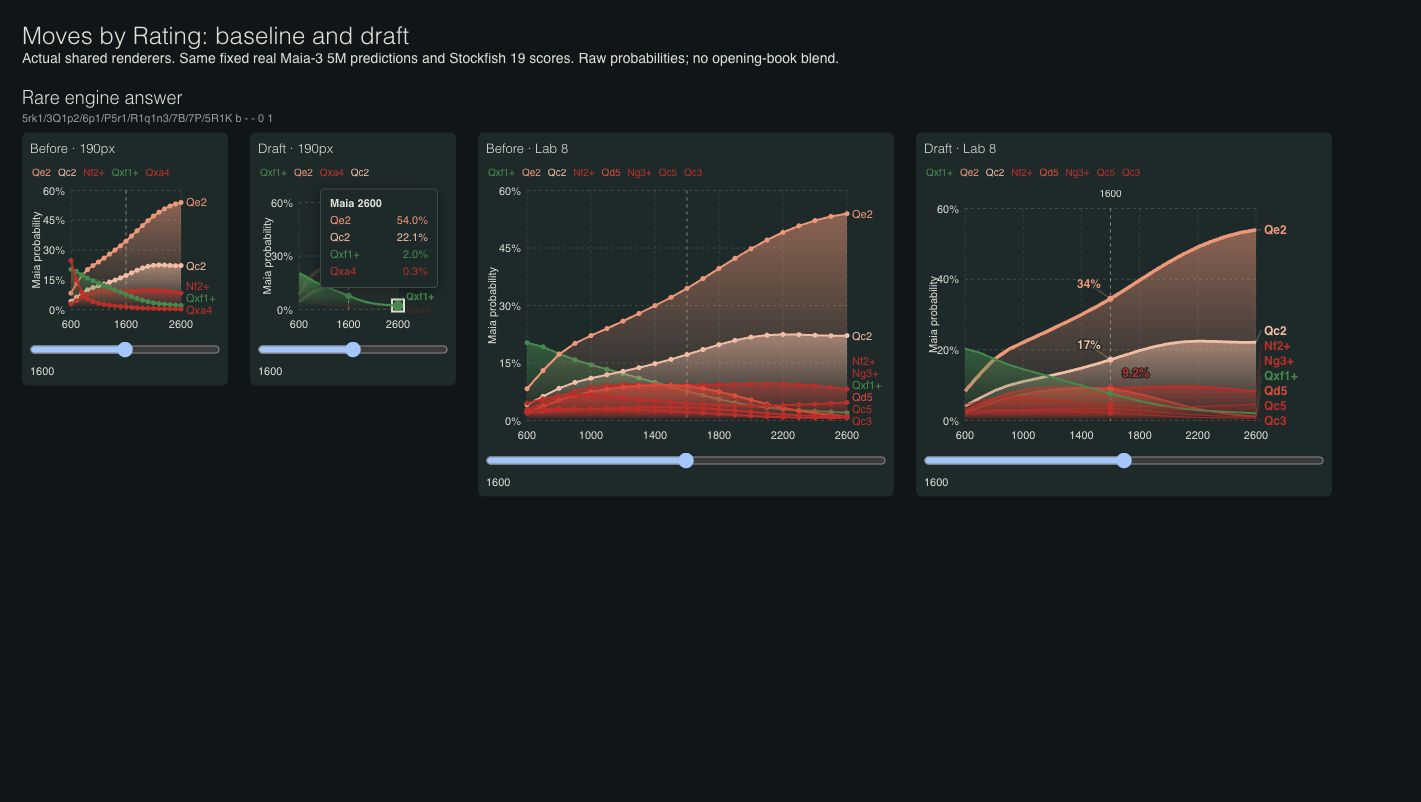 Moves by Rating: baseline and draft
Actual shared renderers. Same fixed real Maia-3 5M predictions and Stockfish 19 scores. Raw probabilities; no opening-book blend.
Rare engine answer
5rk1/3Q1p2/6p1/P5r1/R1q1n3/7B/7P/5R1K b - - 0 1
Before · 190px
Qe2 Qc2 Nf2+ Qxf1+ Qxa4
60%
45%
30%
15%
0%
Maia probability
Qe2
Qc2
Nf2+
Qxf1+
Qxa4
600 1600 2600
1600
Draft · 190px
Qxf1+ Qe2 Qxa4 Qc2
60%
30%
0%
Maia probability
Maia 2600
Qe2 54.0%
Qc2 22.1%
Qxf1+ 2.0%
Qxa4 0.3%
Qxf1+
600 1600 2600
1600
Before · Lab 8
Qxf1+ Qe2 Qc2 Nf2+ Qd5 Ng3+ Qc5 Qc3
60%
45%
30%
15%
0%
Maia probability
Qe2
Qc2
Nf2+
Ng3+
Qxf1+
Qd5
Qc5
Qc3
600 1000 1400 1800 2200 2600
1600
Draft · Lab 8
Qxf1+ Qe2 Qc2 Nf2+ Qd5 Ng3+ Qc5 Qc3
1600
60%
40%
20%
0%
Maia probability
34%
17%
9.2%
Qe2
Qc2
Nf2+
Ng3+
Qxf1+
Qd5
Qc5
Qc3
600 1000 1400 1800 2200 2600
1600